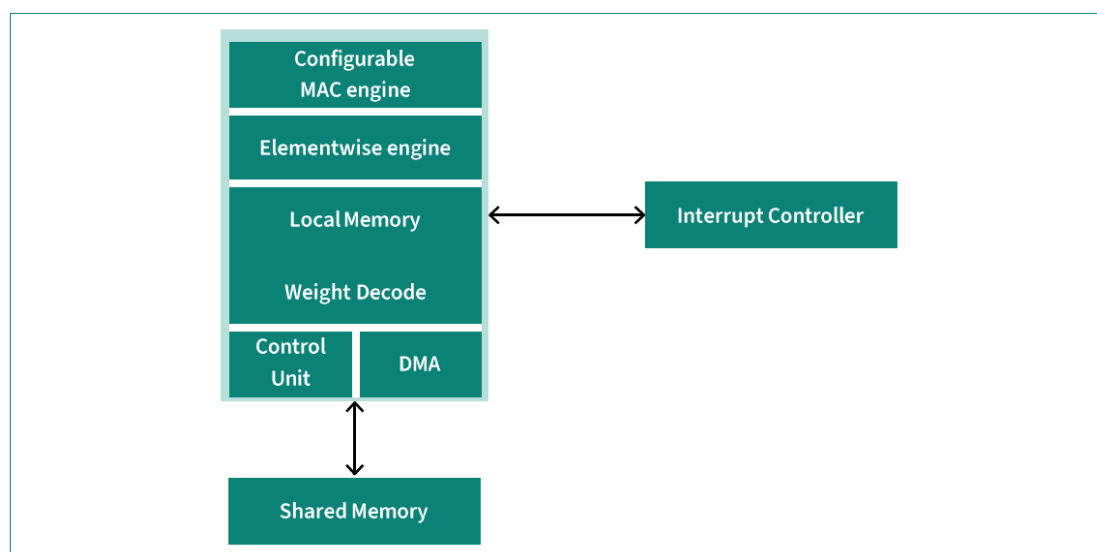 Configurable
MAC engine
Elementwise engine
Local Memory
Interrupt Controller
Weight Decode
Control
Unit
DMA
Shared Memory